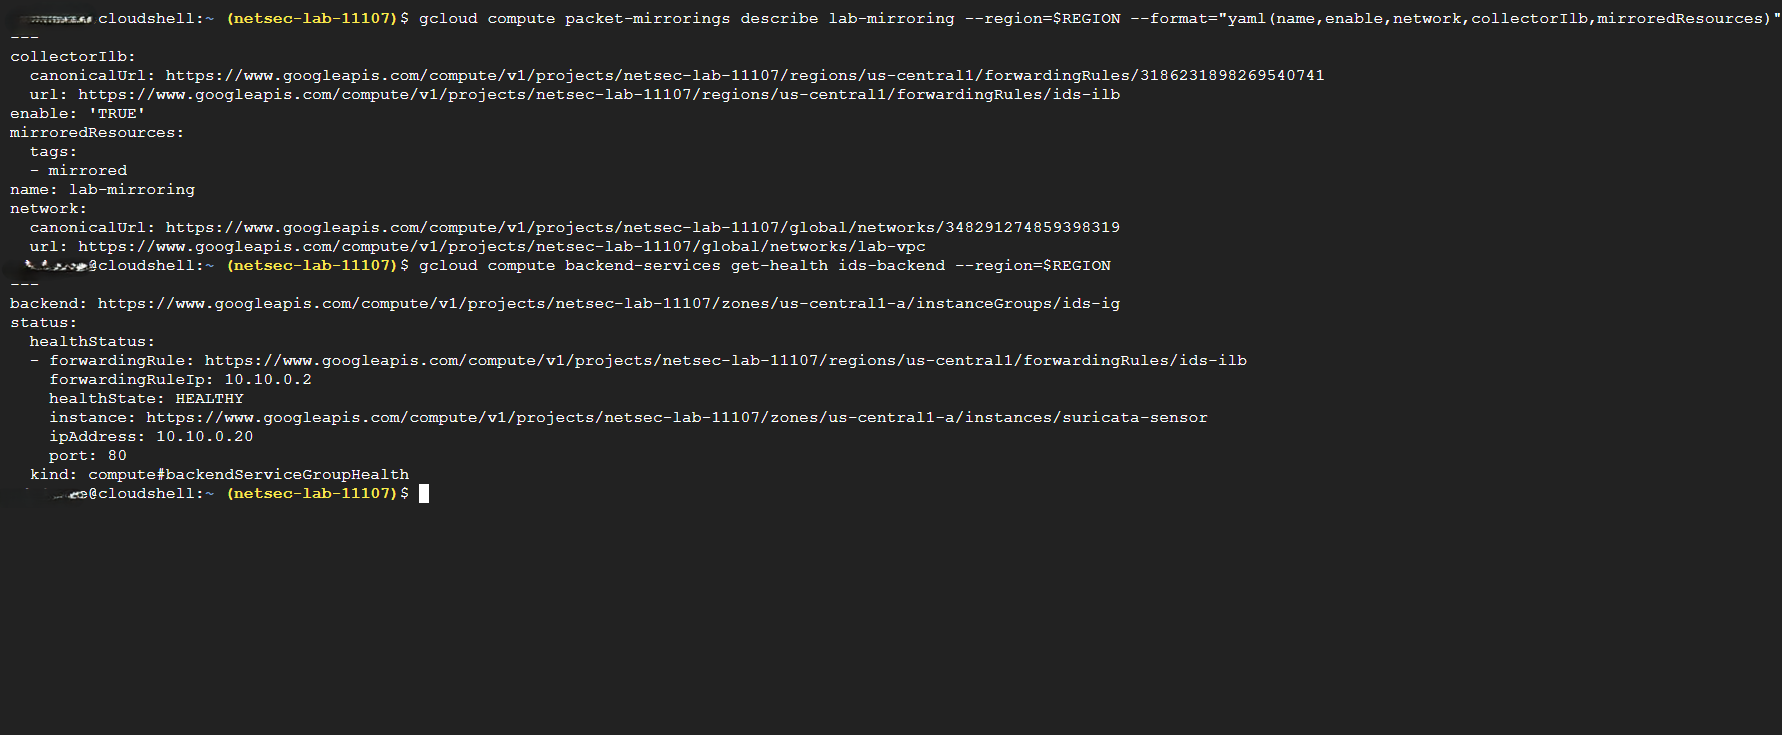 cloudshell:~ (netsec-lab-11107)$ gcloud compute packet-mirrorings describe lab-mirroring --region=$REGION --format="yaml(name,enable,network,collectorIlb,mirroredResources)"
---
collectorIlb:
  canonicalUrl: https://www.googleapis.com/compute/v1/projects/netsec-lab-11107/regions/us-central1/forwardingRules/3186231898269540741
  url: https://www.googleapis.com/compute/v1/projects/netsec-lab-11107/regions/us-central1/forwardingRules/ids-ilb
enable: 'TRUE'
mirroredResources:
  tags:
  - mirrored
name: lab-mirroring
network:
  canonicalUrl: https://www.googleapis.com/compute/v1/projects/netsec-lab-11107/global/networks/348291274859398319
  url: https://www.googleapis.com/compute/v1/projects/netsec-lab-11107/global/networks/lab-vpc
@cloudshell:~ (netsec-lab-11107)$ gcloud compute backend-services get-health ids-backend --region=$REGION
---
backend: https://www.googleapis.com/compute/v1/projects/netsec-lab-11107/zones/us-central1-a/instanceGroups/ids-ig
status:
  healthStatus:
  - forwardingRule: https://www.googleapis.com/compute/v1/projects/netsec-lab-11107/regions/us-central1/forwardingRules/ids-ilb
    forwardingRuleIp: 10.10.0.2
    healthState: HEALTHY
    instance: https://www.googleapis.com/compute/v1/projects/netsec-lab-11107/zones/us-central1-a/instances/suricata-sensor
    ipAddress: 10.10.0.20
    port: 80
  kind: compute#backendServiceGroupHealth
@cloudshell:~ (netsec-lab-11107)$